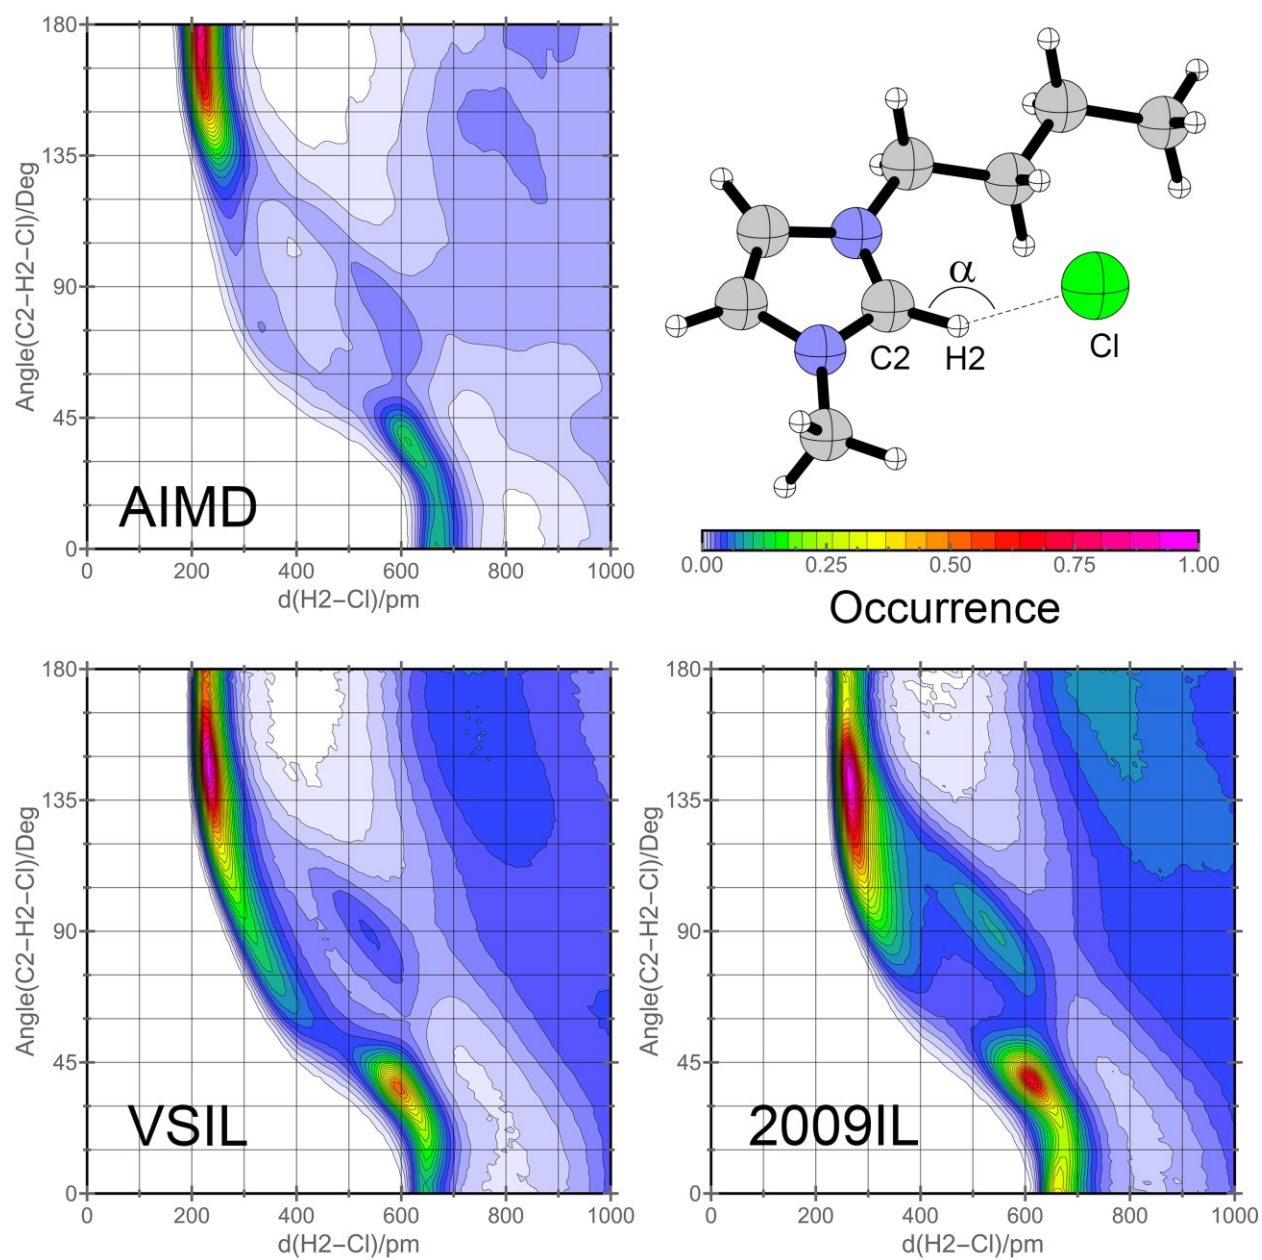 180
135
90
45
0
Angle(C2−H2−Cl)/Deg
AIMD
0 200 400 600 800 1000
d(H2−Cl)/pm
α
C2 H2 Cl
0.00 0.25 0.50 0.75 1.00
Occurrence
180
135
90
45
0
Angle(C2−H2−Cl)/Deg
VSIL
0 200 400 600 800 1000
d(H2−Cl)/pm
180
135
90
45
0
Angle(C2−H2−Cl)/Deg
2009IL
0 200 400 600 800 1000
d(H2−Cl)/pm